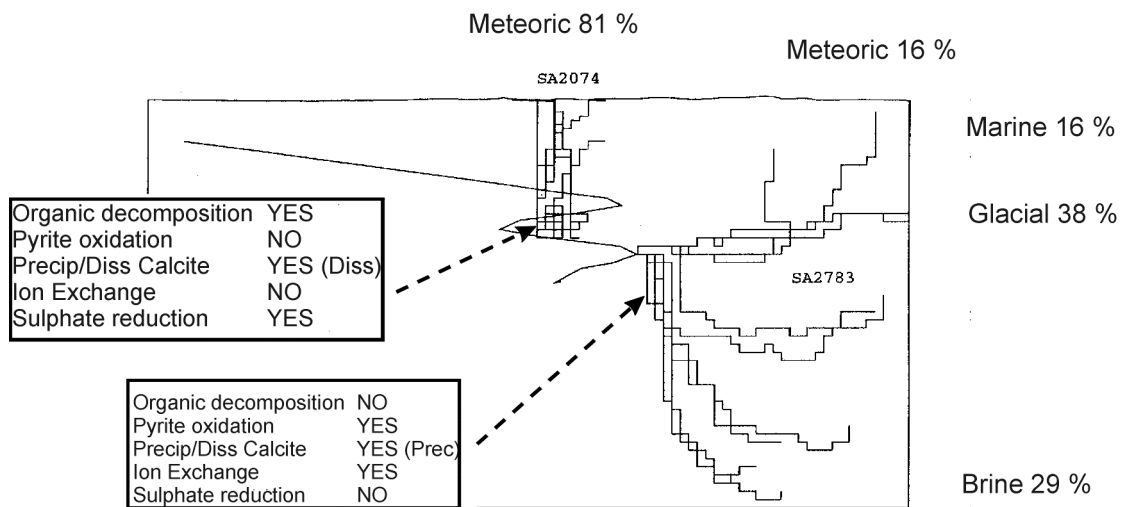 Meteoric 81 %
Meteoric 16 %
SA2074
Marine 16 %
Glacial 38 %
Organic decomposition YES
Pyrite oxidation NO
Precip/Diss Calcite YES (Diss)
Ion Exchange NO
Sulphate reduction YES
SA2783
Organic decomposition NO
Pyrite oxidation YES
Precip/Diss Calcite YES (Prec)
Ion Exchange YES
Sulphate reduction NO
Brine 29 %